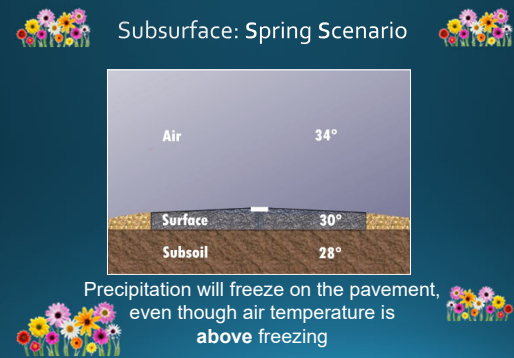 Subsurface: Spring Scenario
Air 34°
Surface 30°
Subsoil 28°
Precipitation will freeze on the pavement,
even though air temperature is
above freezing